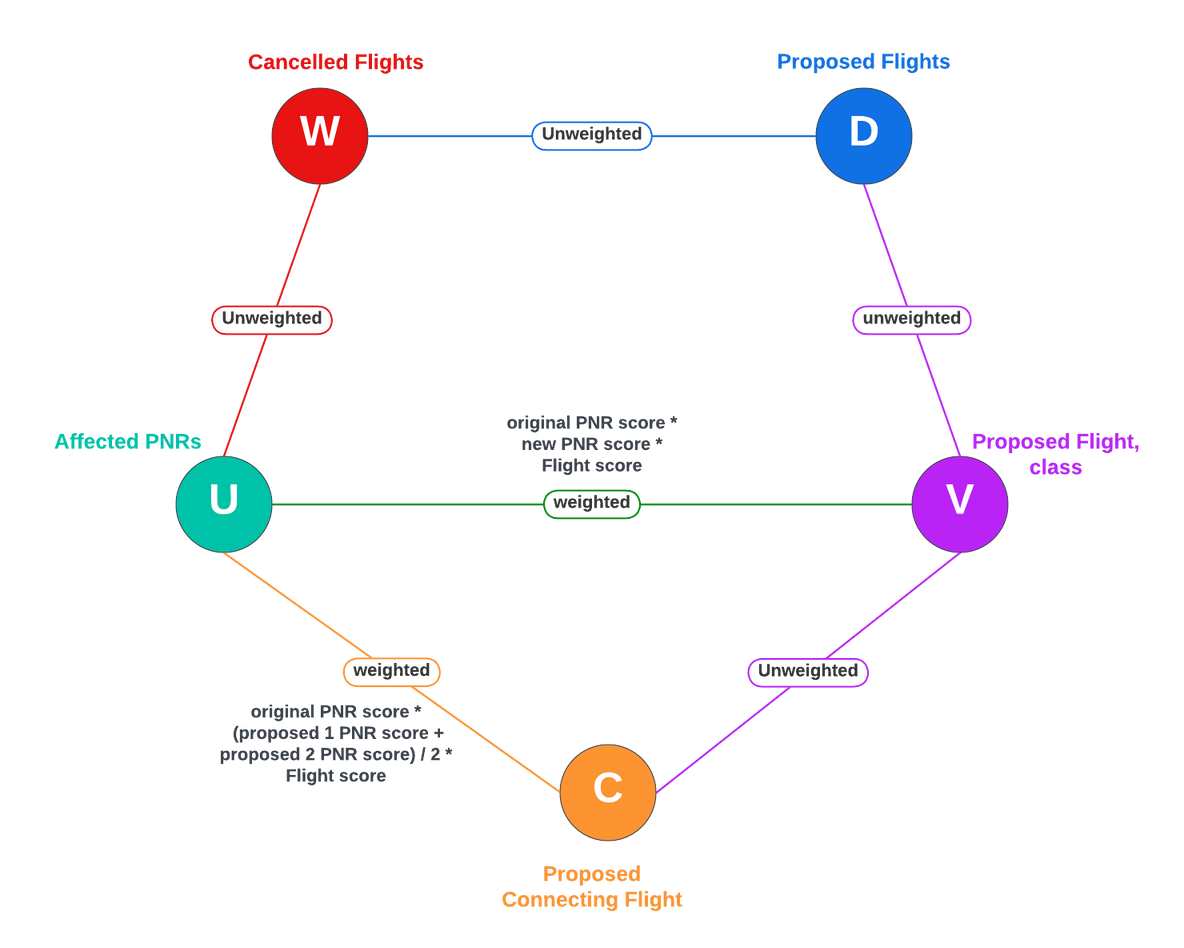 Cancelled Flights
Proposed Flights
W
Unweighted
D
Unweighted
unweighted
original PNR score *
new PNR score *
Flight score
Affected PNRs
Proposed Flight,
class
U
weighted
V
weighted
Unweighted
original PNR score *
(proposed 1 PNR score +
proposed 2 PNR score) / 2 *
Flight score
C
Proposed
Connecting Flight